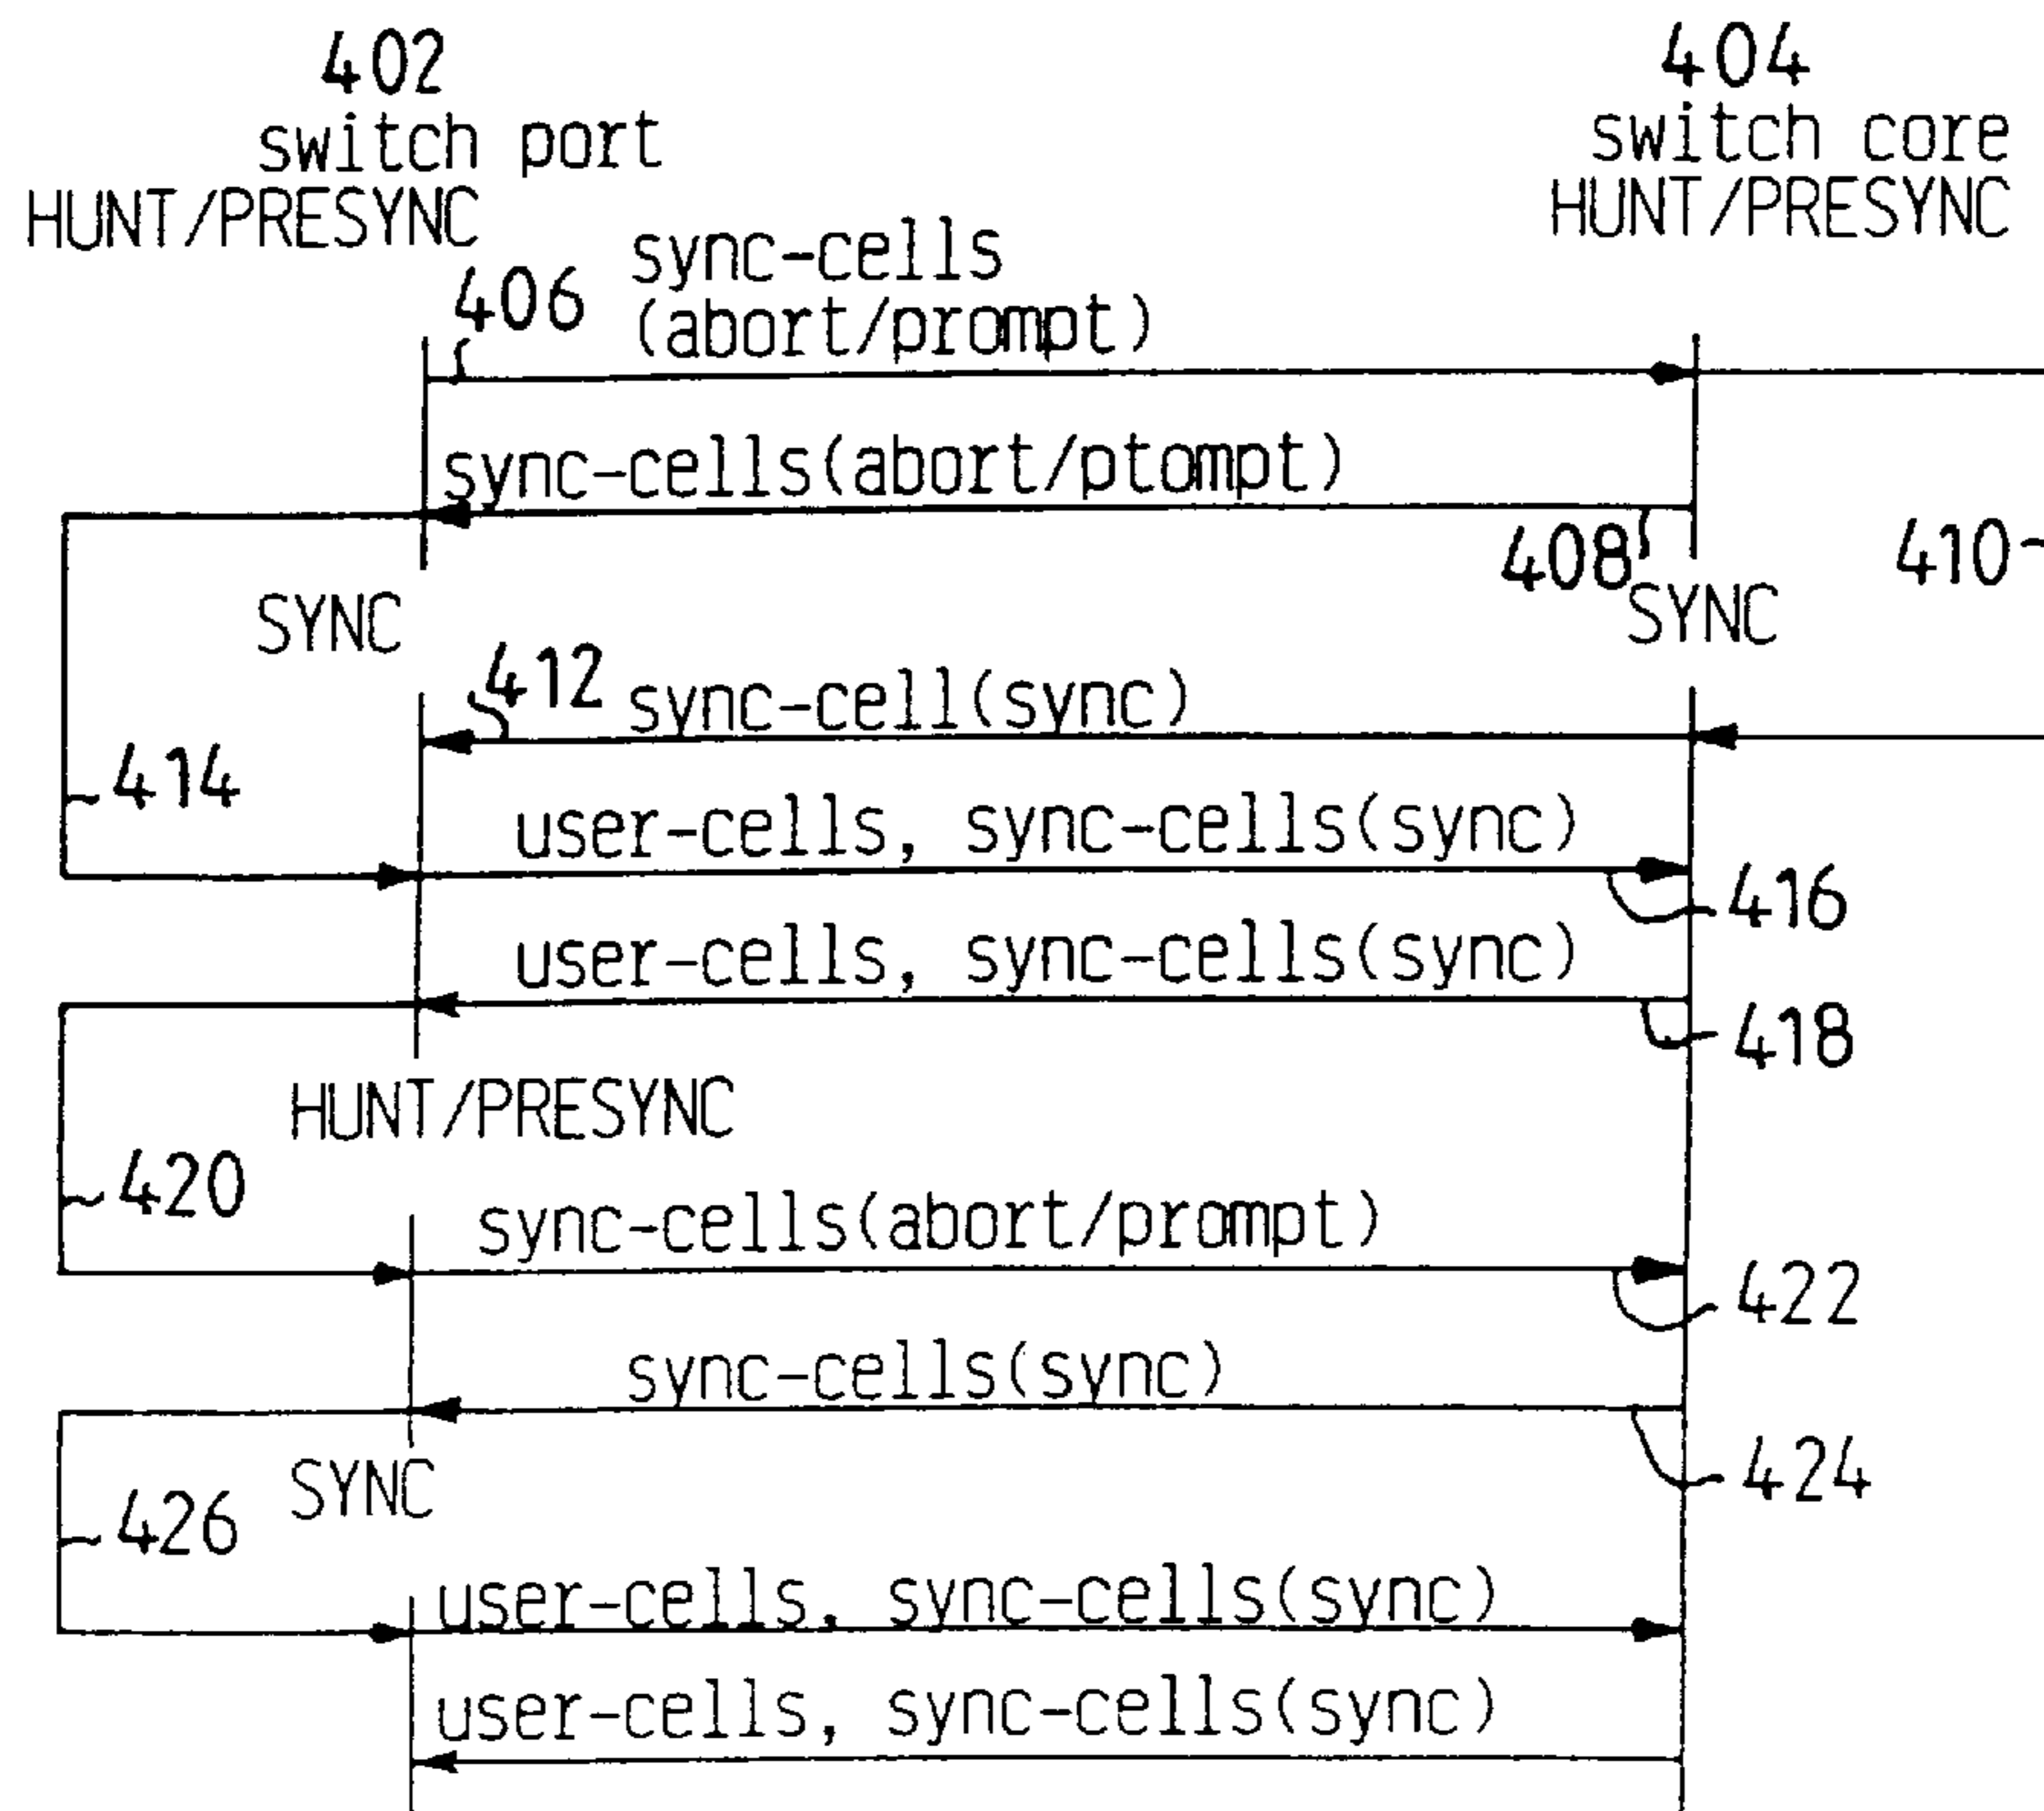 402
switch port
HUNT/PRESYNC
404
switch core
HUNT/PRESYNC
406
sync-cells
(abort/prompt)
sync-cells(abort/ptompt)
408
410
SYNC
SYNC
412
sync-cell(sync)
414
user-cells, sync-cells(sync)
416
user-cells, sync-cells(sync)
418
HUNT/PRESYNC
420
sync-cells(abort/prompt)
422
sync-cells(sync)
424
SYNC
426
user-cells, sync-cells(sync)
user-cells, sync-cells(sync)